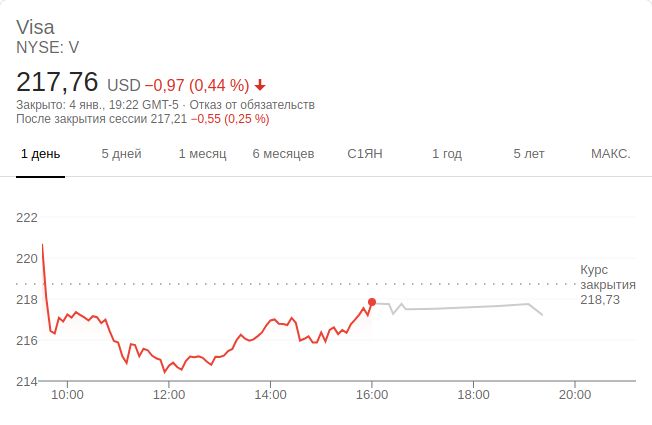 Visa
NYSE: V
217,76 USD −0,97 (0,44 %)
Закрыто: 4 янв., 19:22 GMT-5 · Отказ от обязательств
После закрытия сессии 217,21 −0,55 (0,25 %)
1 день 5 дней 1 месяц 6 месяцев С1ЯН 1 год 5 лет МАКС.
222
220
Курс
закрытия
218 218,73
216
214
10:00 12:00 14:00 16:00 18:00 20:00